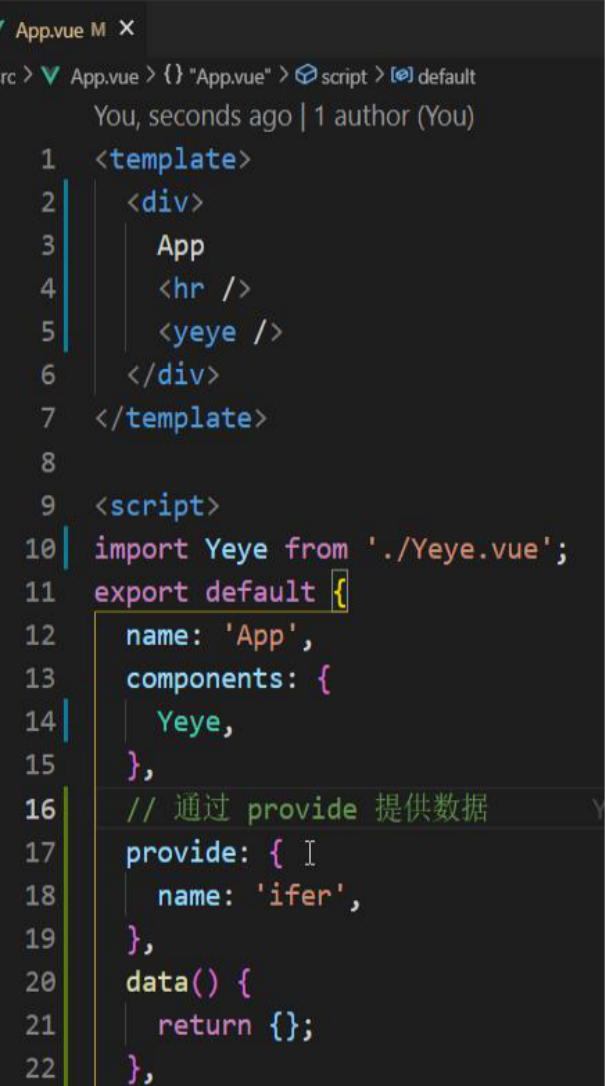 App.vue M ×
rc > App.vue > {} "App.vue" > script > default
You, seconds ago | 1 author (You)
1 <template>
2 <div>
3 App
4 <hr />
5 <yeye />
6 </div>
7 </template>
8
9 <script>
10 import Yeye from './Yeye.vue';
11 export default {
12 name: 'App',
13 components: {
14 Yeye,
15 },
16 // 通过 provide 提供数据 Y
17 provide: {
18 name: 'ifer',
19 },
20 data() {
21 return {};
22 },